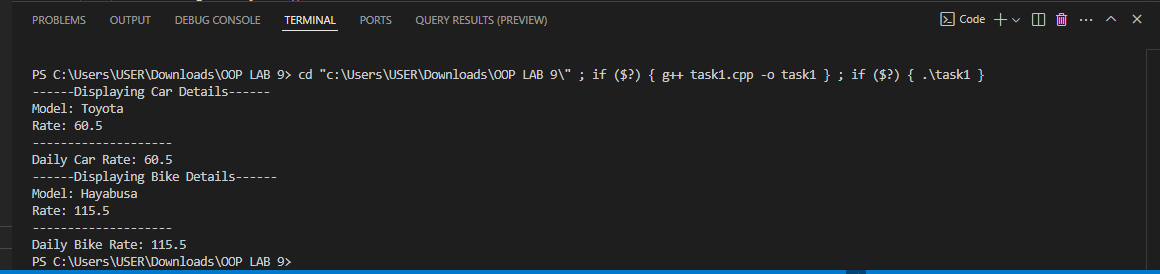 PROBLEMS OUTPUT DEBUG CONSOLE TERMINAL PORTS QUERY RESULTS (PREVIEW) Code
PS C:\Users\USER\Downloads\OOP LAB 9> cd "c:\Users\USER\Downloads\OOP LAB 9\" ; if ($?) { g++ task1.cpp -o task1 } ; if ($?) { .\task1 }
------Displaying Car Details------
Model: Toyota
Rate: 60.5
--------------------
Daily Car Rate: 60.5
------Displaying Bike Details------
Model: Hayabusa
Rate: 115.5
--------------------
Daily Bike Rate: 115.5
PS C:\Users\USER\Downloads\OOP LAB 9>